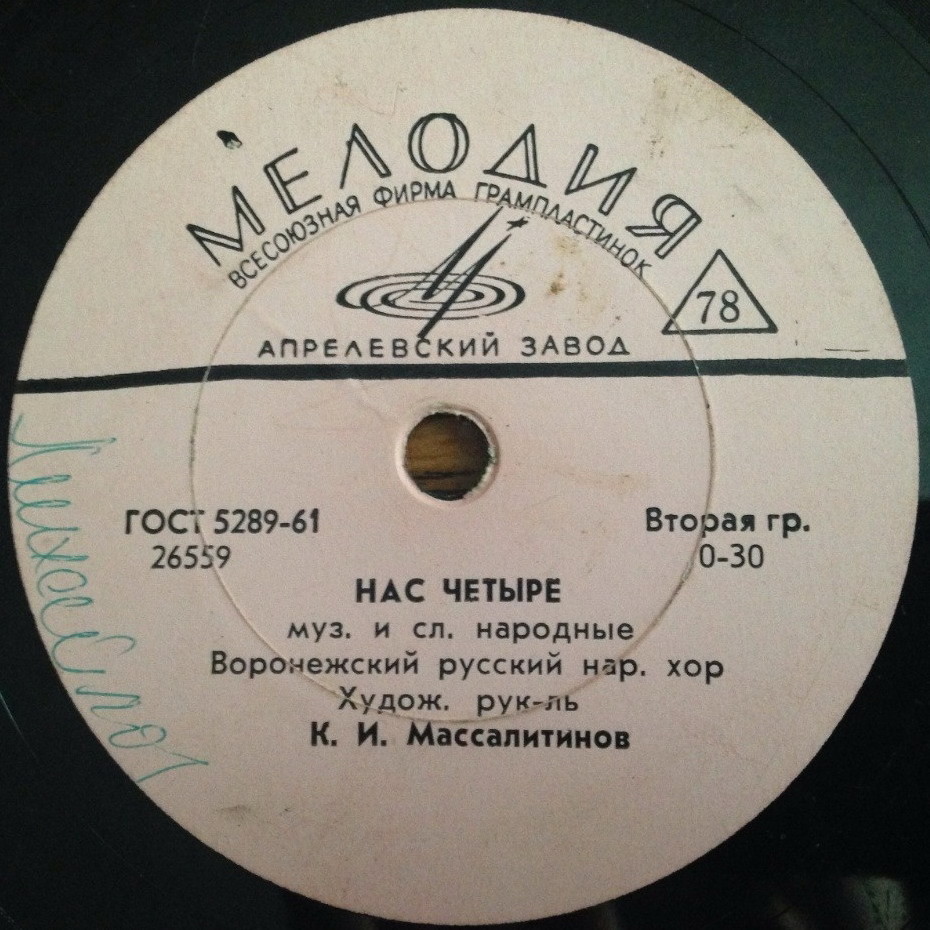 МЕЛОДИЯ
ВСЕСОЮЗНАЯ ФИРМА ГРАМПЛАСТИНОК
78
АПРЕЛЕВСКИЙ ЗАВОД
ГОСТ 5289-61
Вторая гр.
26559
0-30
НАС ЧЕТЫРЕ
муз. и сл. народные
Воронежский русский нар. хор
Худож. рук-ль
К. И. Массалитинов